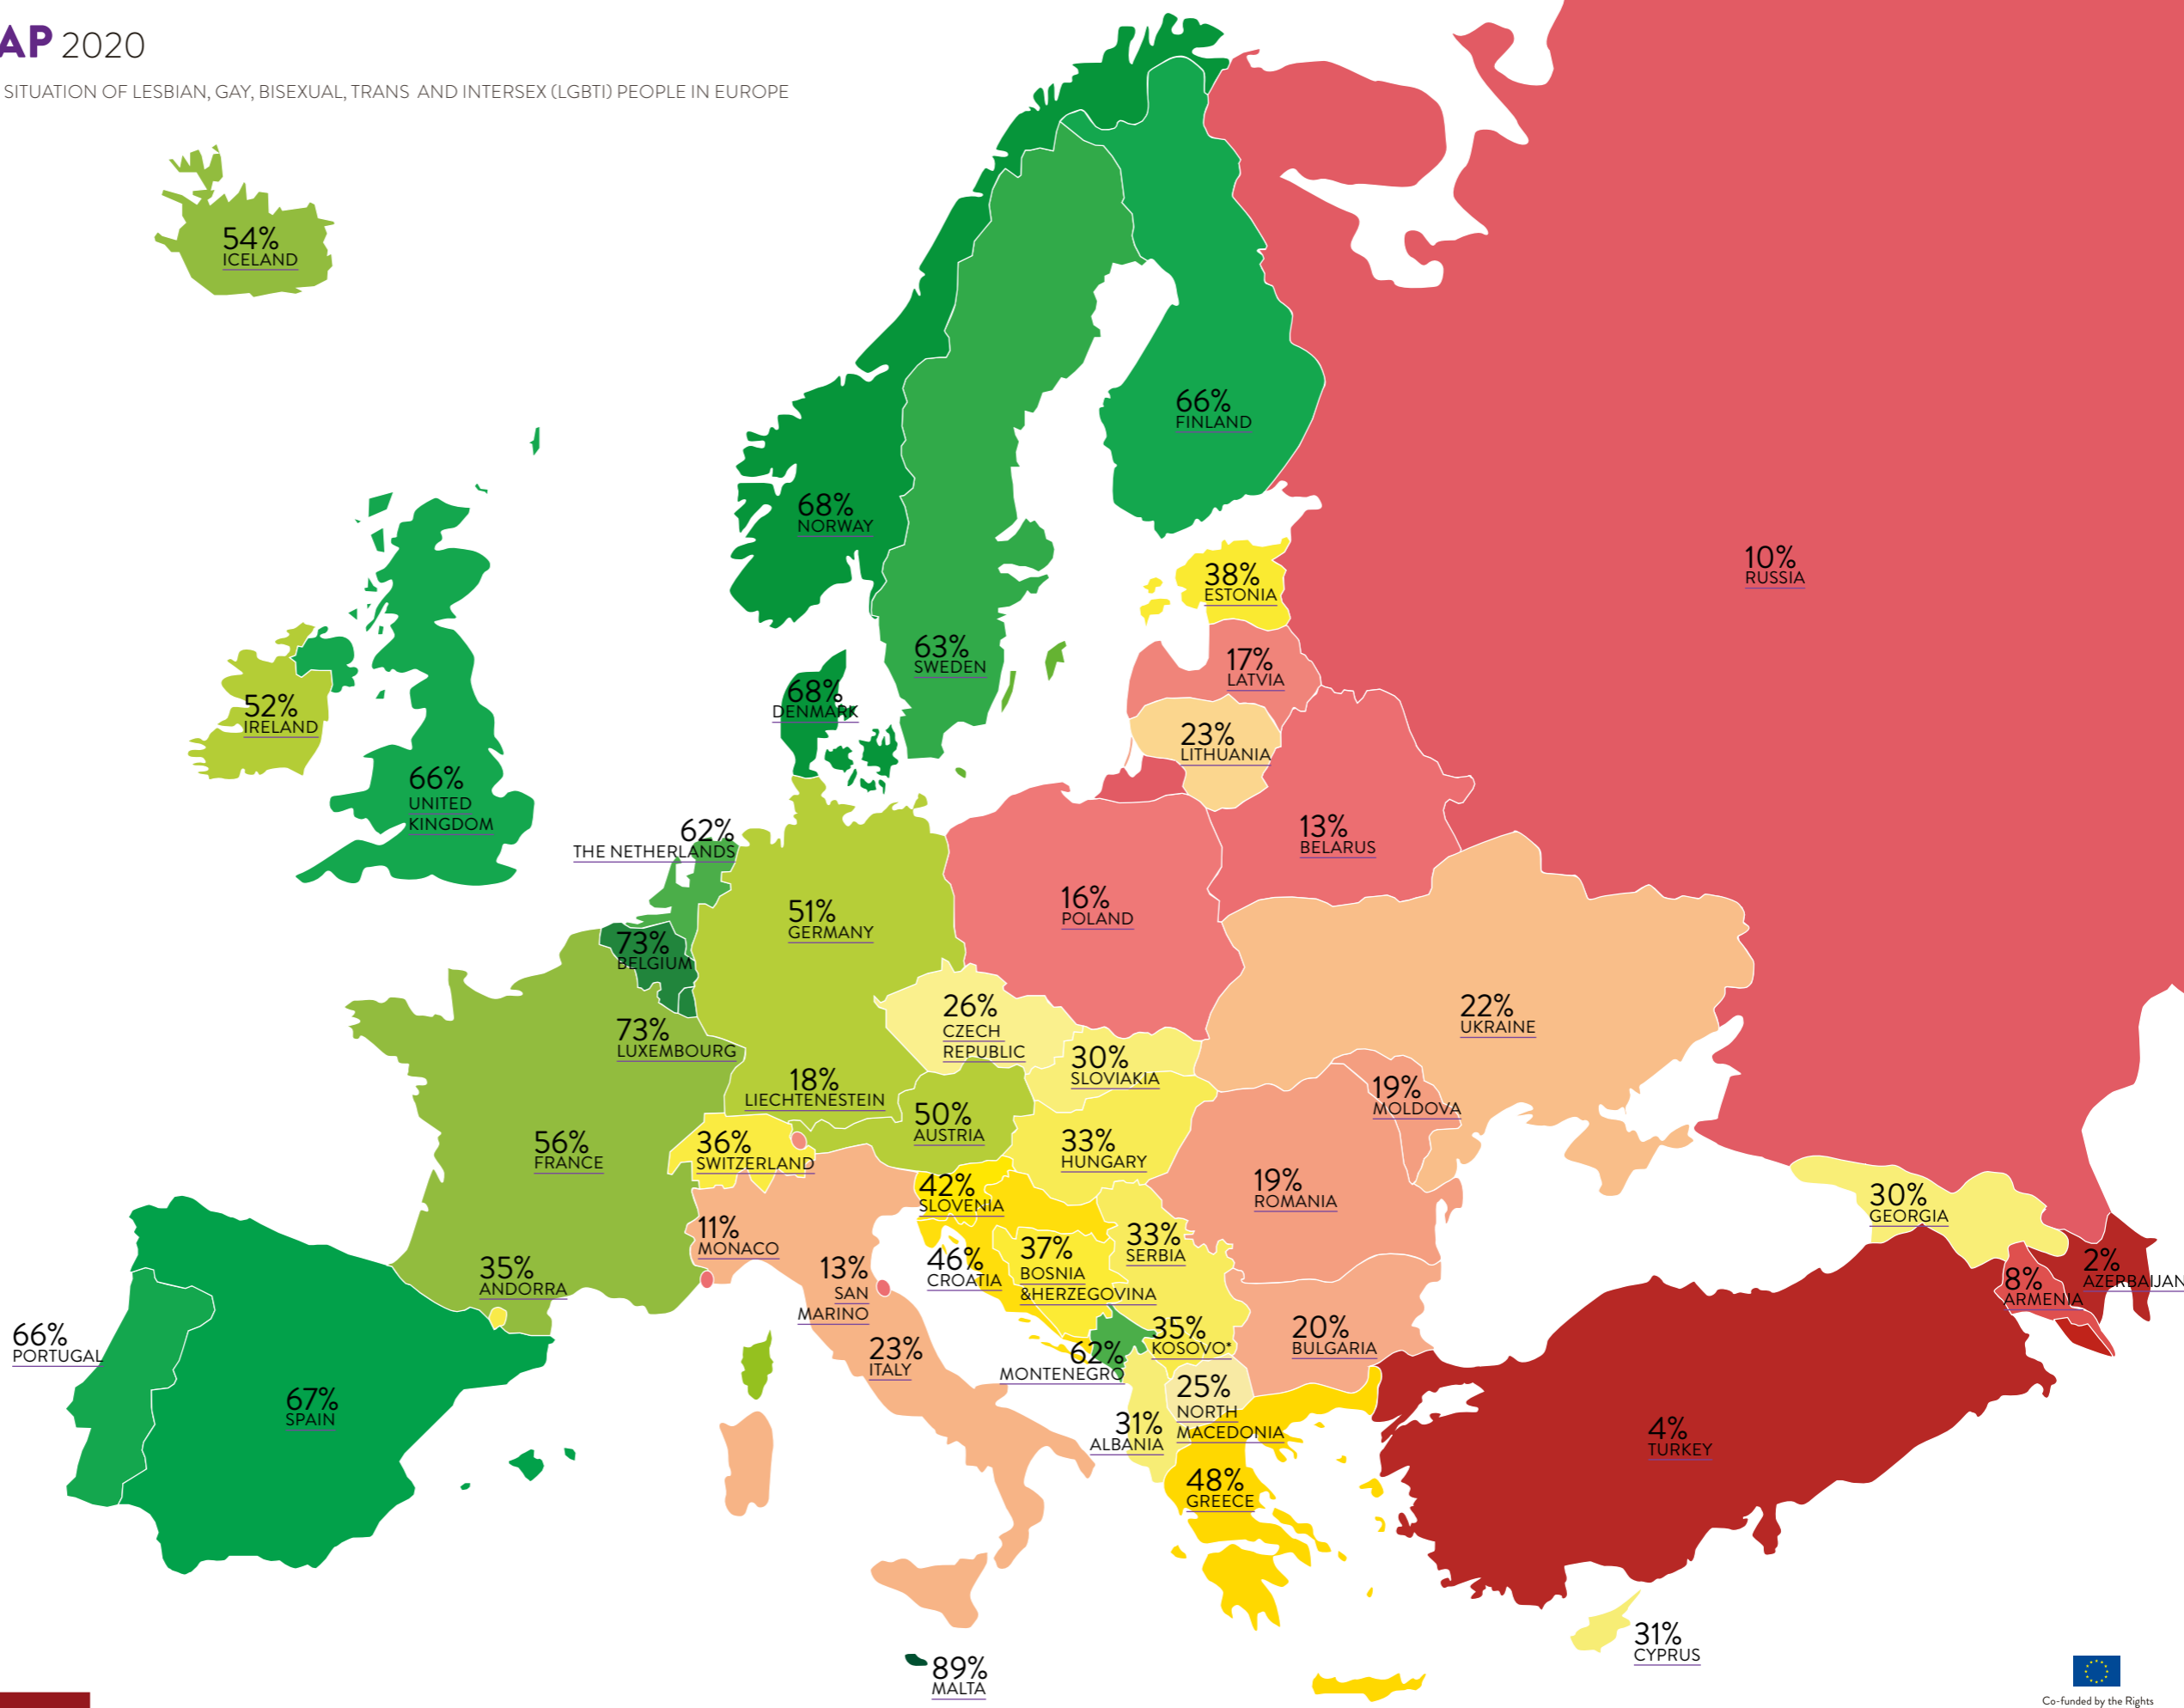 AP 2020
SITUATION OF LESBIAN, GAY, BISEXUAL, TRANS AND INTERSEX (LGBTI) PEOPLE IN EUROPE
54%
ICELAND
66%
FINLAND
68%
NORWAY
10%
RUSSIA
38%
ESTONIA
63%
SWEDEN
17%
LATVIA
68%
DENMARK
52%
IRELAND
23%
LITHUANIA
66%
UNITED
KINGDOM
62%
THE NETHERLANDS
13%
BELARUS
51%
GERMANY
16%
POLAND
73%
BELGIUM
26%
CZECH
REPUBLIC
22%
UKRAINE
73%
LUXEMBOURG
30%
SLOVIAKIA
18%
LIECHTENESTEIN
19%
MOLDOVA
50%
AUSTRIA
56%
FRANCE
36%
SWITZERLAND
33%
HUNGARY
42%
SLOVENIA
19%
ROMANIA
30%
GEORGIA
11%
MONACO
33%
SERBIA
37%
BOSNIA
&HERZEGOVINA
46%
CROATIA
13%
SAN
MARINO
35%
ANDORRA
2%
AZERBAIJAN
8%
ARMENIA
66%
PORTUGAL
35%
KOSOVO*
20%
BULGARIA
62%
MONTENEGRO
23%
ITALY
67%
SPAIN
25%
NORTH
MACEDONIA
31%
ALBANIA
4%
TURKEY
48%
GREECE
31%
CYPRUS
89%
MALTA
Co-funded by the Rights